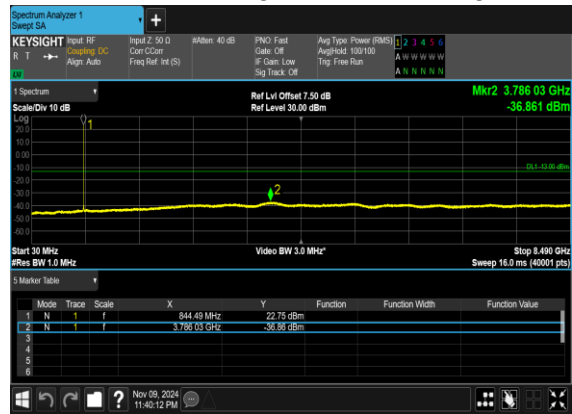 Spectrum Analyzer 1
Swept SA
+
KEYSIGHT Input: RF Input Z: 50 Ω #Atten: 40 dB PNO: Fast Avg Type: Power (RMS) 1 2 3 4 5 6
R T Coupling: DC Corr CCorr Gate: Off Avg|Hold: 100/100 A W W W W W
Align: Auto Freq Ref: Int (S) IF Gain: Low Trig: Free Run
Sig Track: Off A N N N N N
1 Spectrum Ref Lvl Offset 7.50 dB Mkr2 3.786 03 GHz
Scale/Div 10 dB Ref Level 30.00 dBm -36.861 dBm
Log
1
20.0
10.0
0.00
-10.0
DL1 -13.00 dBm
-20.0
-30.0
2
-40.0
-50.0
-60.0
Start 30 MHz Video BW 3.0 MHz* Stop 8.490 GHz
#Res BW 1.0 MHz Sweep 16.0 ms (40001 pts)
5 Marker Table
Mode Trace Scale X Y Function Function Width Function Value
1 N 1 f 844.49 MHz 22.75 dBm
2 N 1 f 3.786 03 GHz -36.86 dBm
3
4
5
6
? Nov 09, 2024
11:40:12 PM